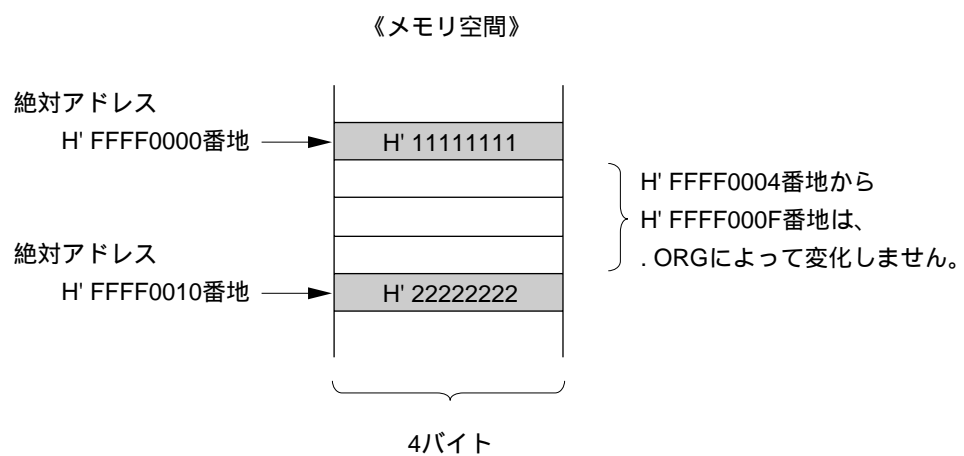 《メモリ空間》
絶対アドレス
H' FFFF0000番地
H' 11111111
H' FFFF0004番地から
H' FFFF000F番地は、
. ORGによって変化しません。
絶対アドレス
H' FFFF0010番地
H' 22222222
4バイト